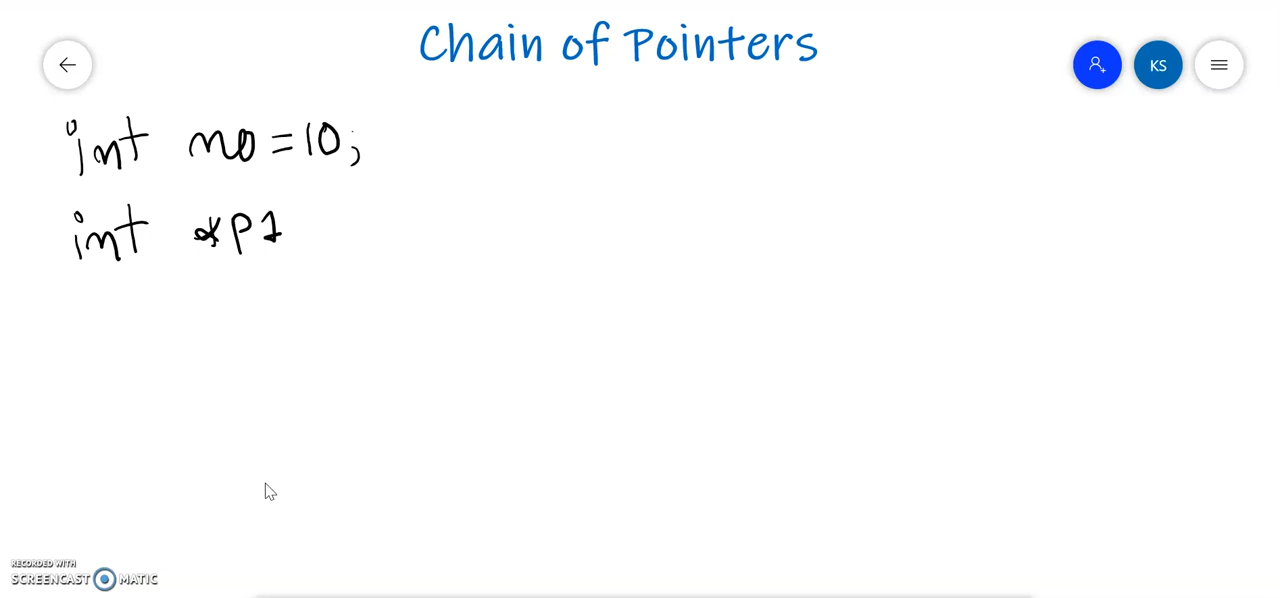 Chain of Pointers
KS
int no = 10;
int *p1
RECORDED WITH
SCREENCAST MATIC